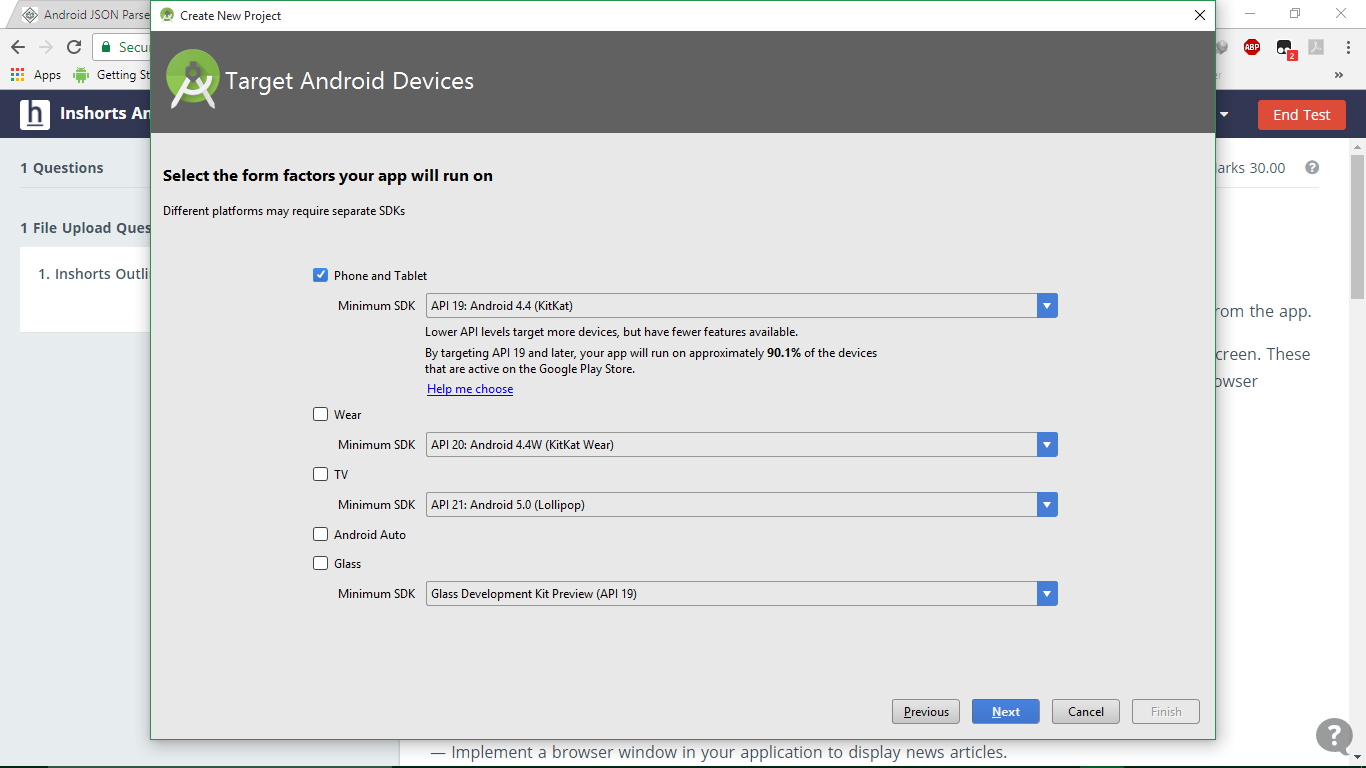 Android JSON Parse
Create New Project
Secu
ABP
2
Apps
Getting St
Target Android Devices
h
Inshorts An
End Test
1 Questions
arks 30.00
?
Select the form factors your app will run on
Different platforms may require separate SDKs
1 File Upload Ques
1. Inshorts Outli
Phone and Tablet
Minimum SDK
API 19: Android 4.4 (KitKat)
rom the app.
Lower API levels target more devices, but have fewer features available.
By targeting API 19 and later, your app will run on approximately 90.1% of the devices
that are active on the Google Play Store.
creen. These
owser
Help me choose
Wear
Minimum SDK
API 20: Android 4.4W (KitKat Wear)
TV
Minimum SDK
API 21: Android 5.0 (Lollipop)
Android Auto
Glass
Minimum SDK
Glass Development Kit Preview (API 19)
Previous
Next
Cancel
Finish
?
— Implement a browser window in your application to display news articles.